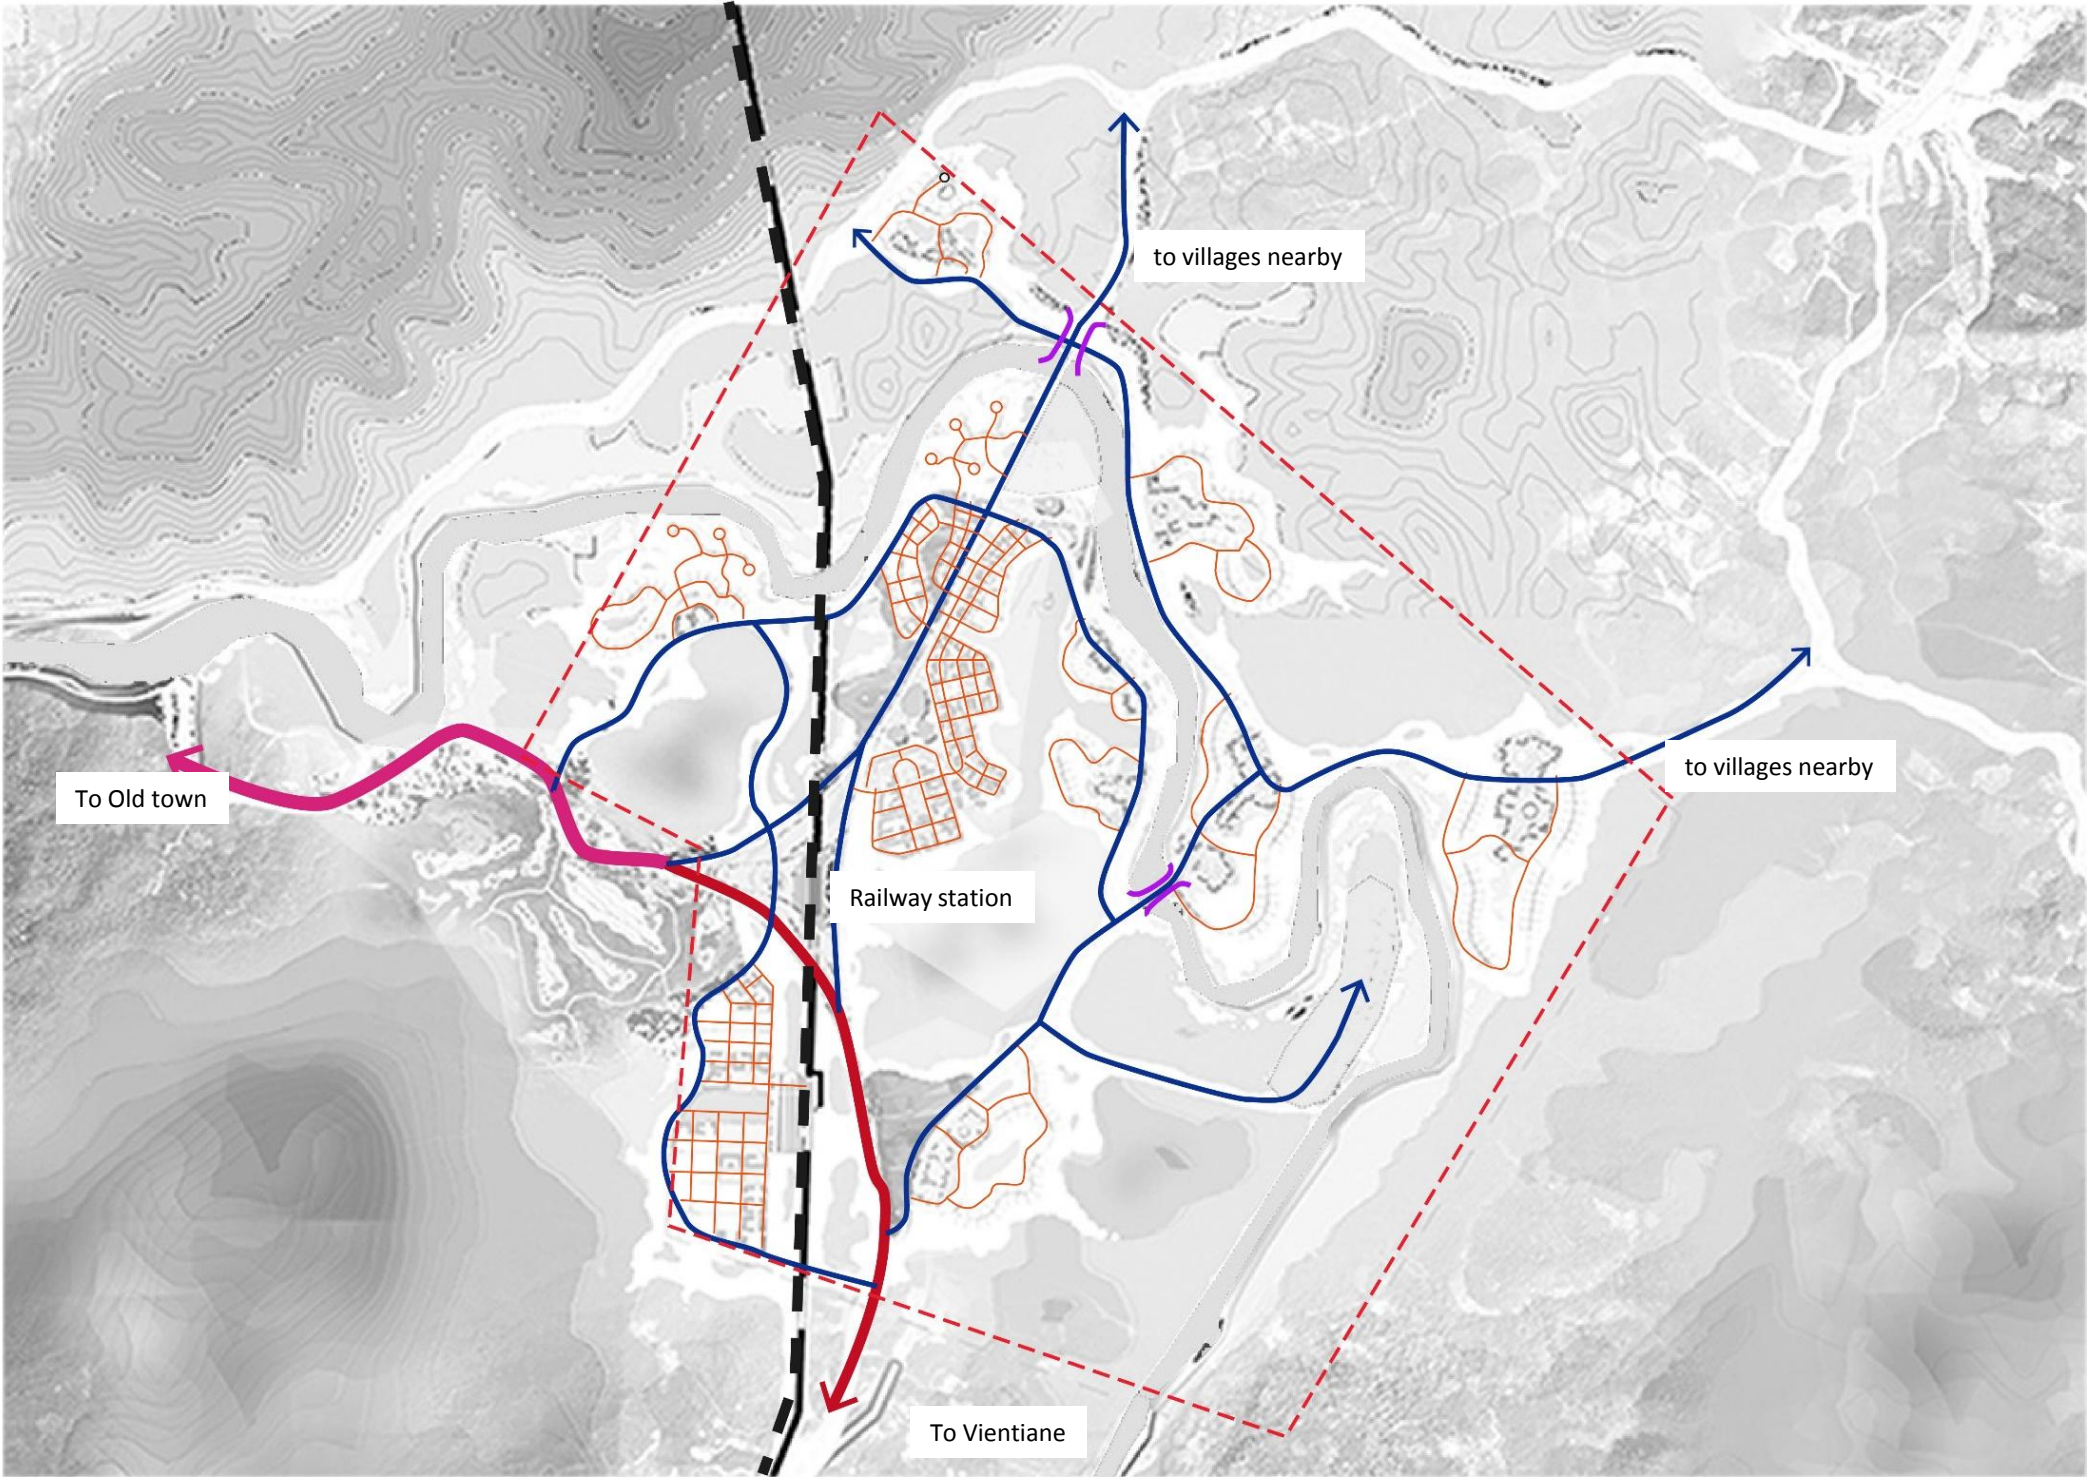 to villages nearby
to villages nearby
To Old town
Railway station
To Vientiane